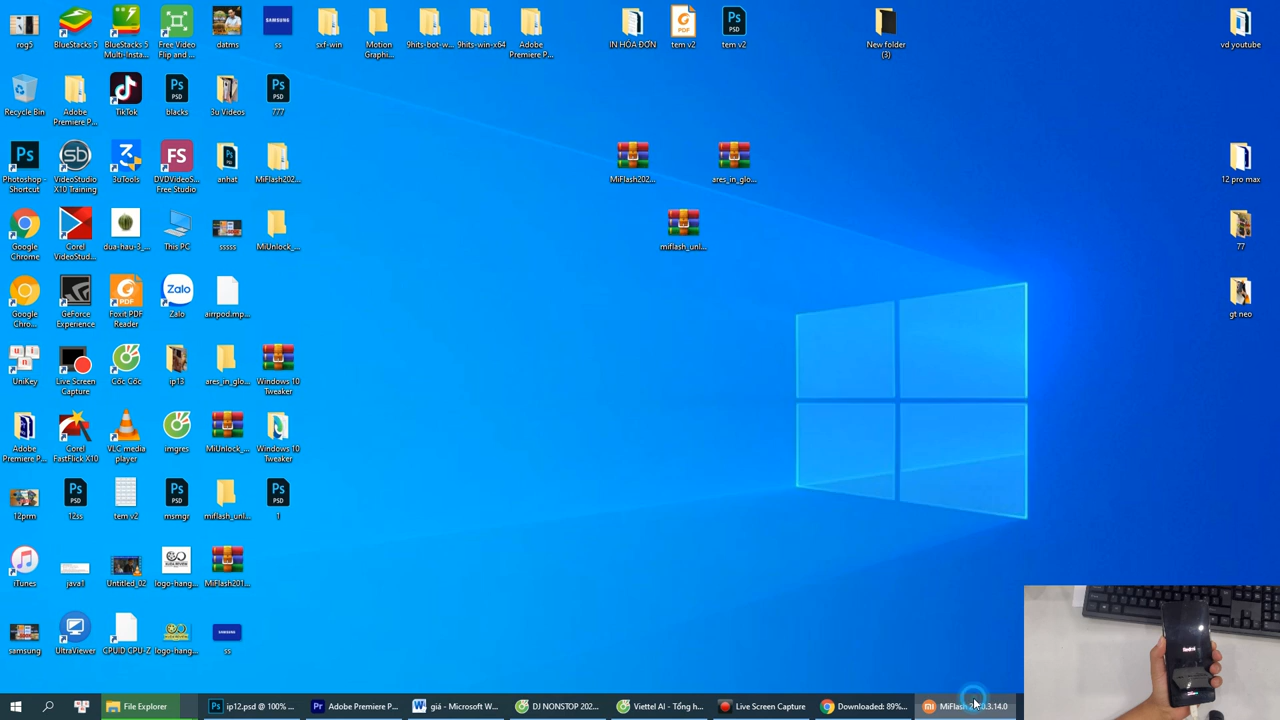 rog5
BlueStacks 5
BlueStacks 5 Multi-Insta...
Free Video Flip and ...
datms
SAMSUNG
ss
sxf-win
Motion Graphi...
9hits-bot-w...
9hits-win-x64
Adobe Premiere P...
IN HÓA ĐƠN
tem v2
tem v2
New folder (3)
vd youtube
Recycle Bin
Adobe Premiere P...
TikTok
blacks
3u Videos
777
Photoshop - Shortcut
VideoStudio X10 Training
3uTools
DVDVideoS... Free Studio
anhat
MiFlash202...
MiFlash202...
ares_in_glo...
12 pro max
Google Chrome
Corel VideoStud...
dua-hau-3_...
This PC
sssss
MiUnlock_...
miflash_unl...
77
Google Chro...
GeForce Experience
Foxit PDF Reader
Zalo
airrpod.mp...
gt neo
UniKey
Live Screen Capture
Cốc Cốc
ip13
ares_in_glo...
Windows 10 Tweaker
Adobe Premiere P...
Corel FastFlick X10
VLC media player
imgres
MiUnlock_...
Windows 10 Tweaker
12prm
12ss
tem v2
msmgr
miflash_unl...
1
iTunes
java1
Untitled_02
logo-hang...
MiFlash201...
samsung
UltraViewer
CPUID CPU-Z
logo-hang...
ss
File Explorer
ip12.psd @ 100% ...
Adobe Premiere P...
giá - Microsoft W...
DJ NONSTOP 202...
Viettel AI - Tổng h...
Live Screen Capture
Downloaded: 89%...